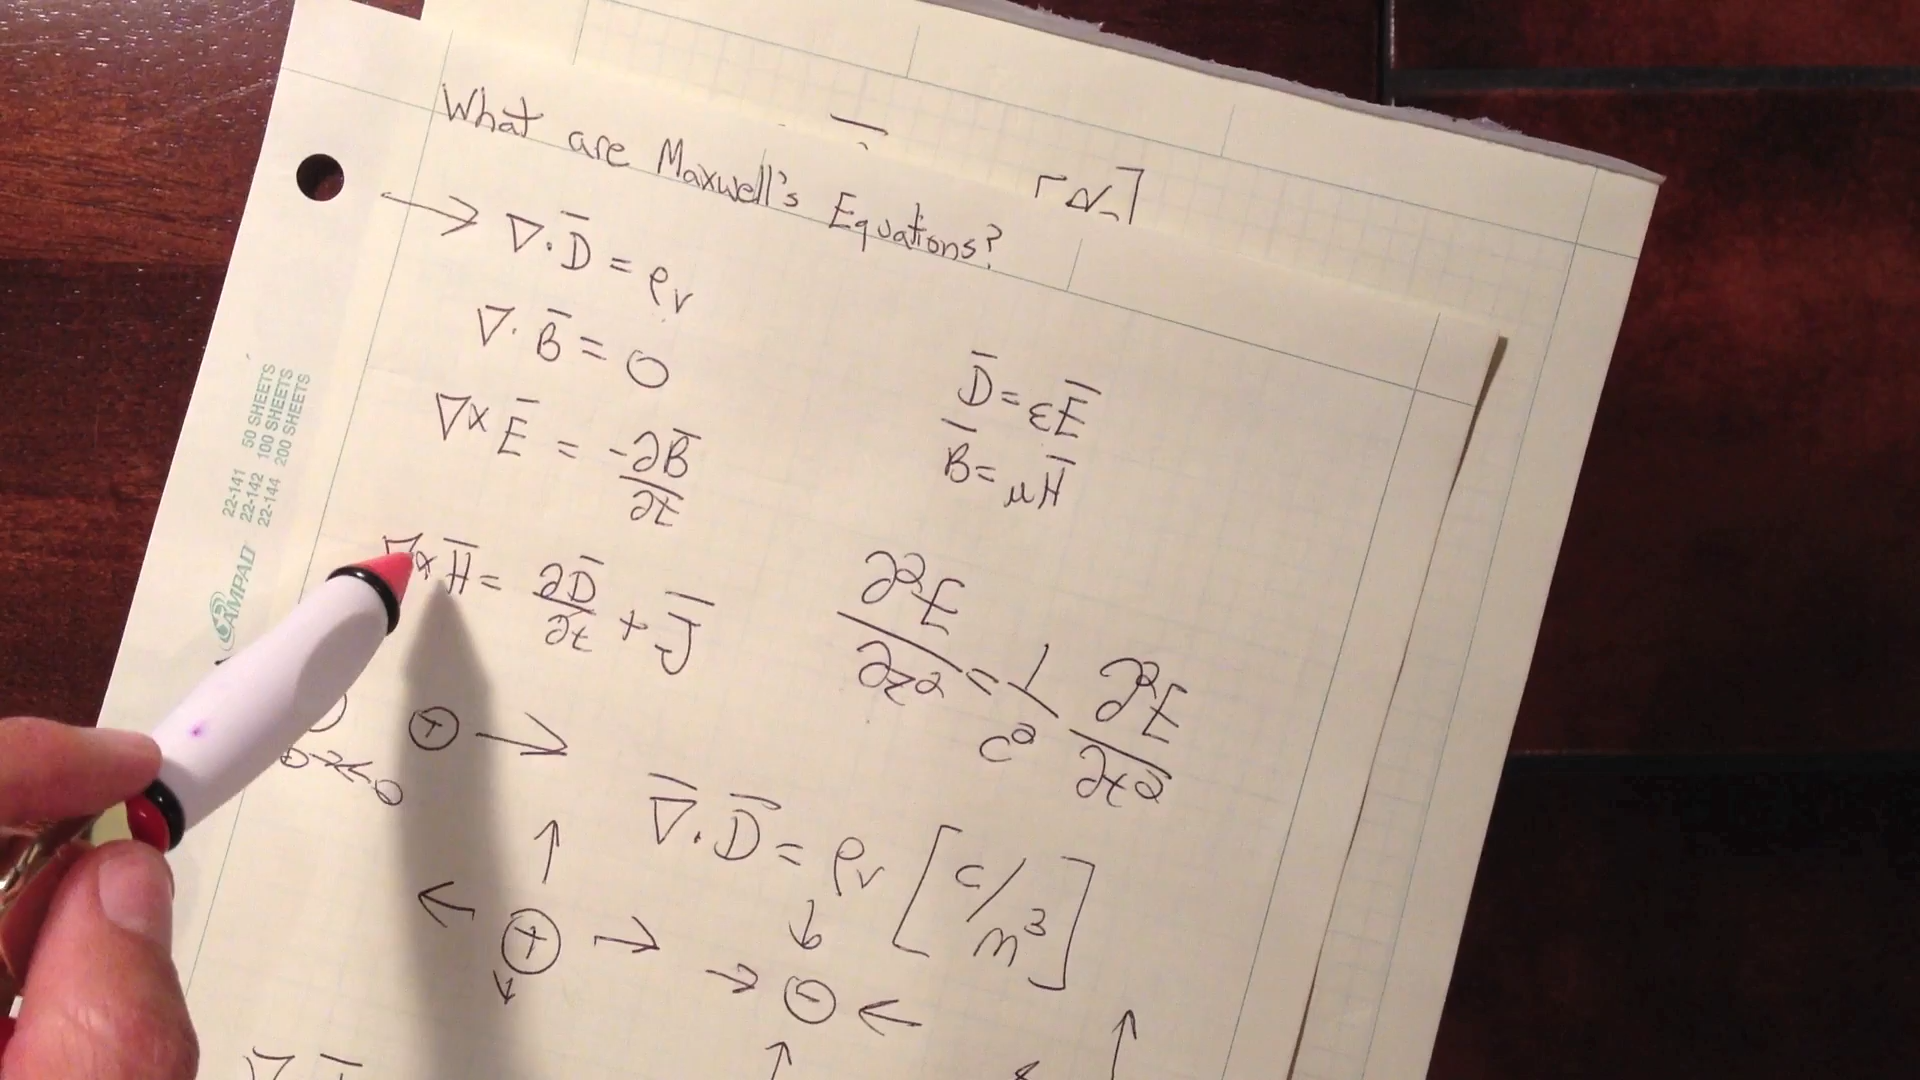 What are Maxwell's Equations?
∇·D̅ = ρv
∇·B̅ = 0
∇×E̅ = -∂B̅/∂t
∇×H̅ = ∂D̅/∂t + J̅
D̅ = εE̅
B̅ = μH̅
∂²E/∂z² = 1/c² ∂²E/∂t²
∇̅·D̅ = ρv [c/m³]
+
+
-
22-141 50 SHEETS
22-142 100 SHEETS
22-144 200 SHEETS
AMPAD